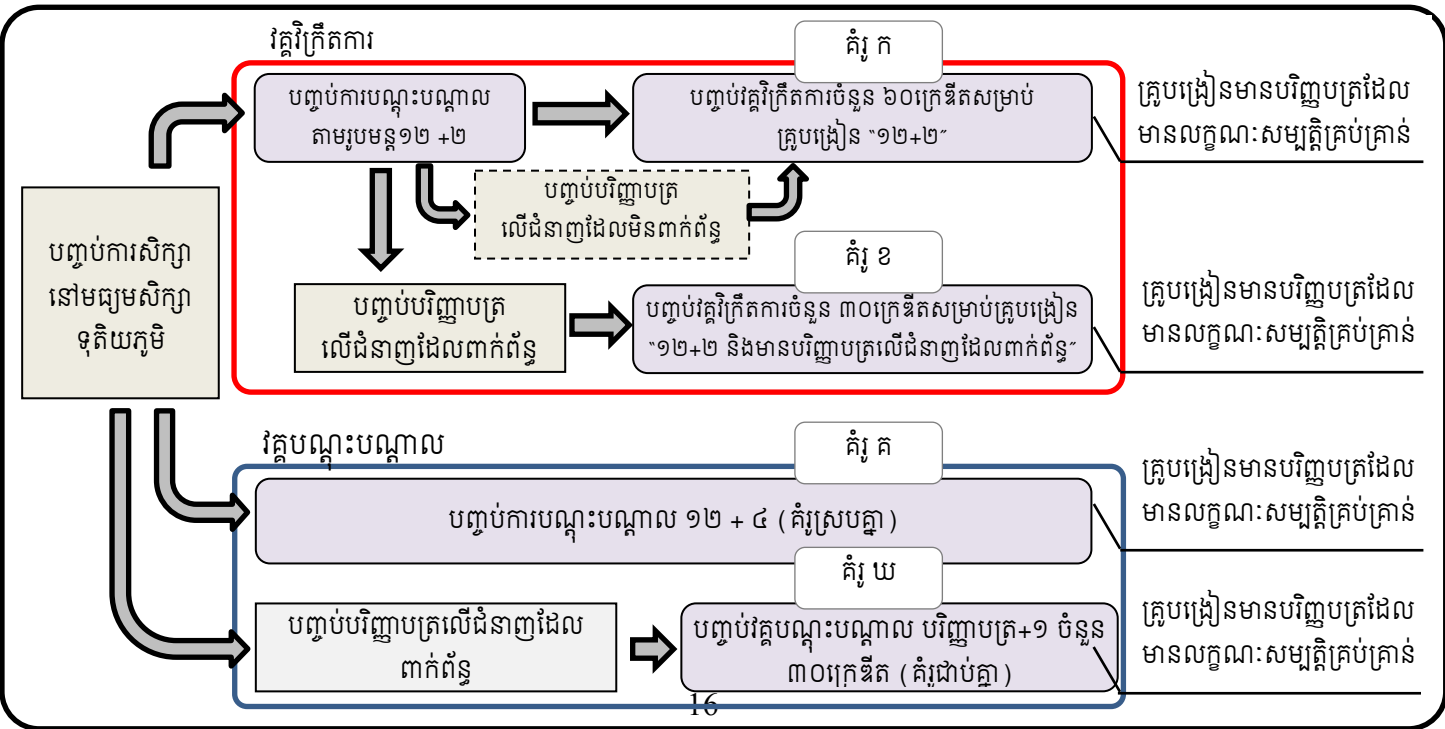 វគ្គវិក្រឹតការ
គំរូ ក
បញ្ចប់ការបណ្តុះបណ្តាល
តាមរូបមន្ត១២ +២
បញ្ចប់វគ្គវិក្រឹតការចំនួន ៦០ក្រេឌីតសម្រាប់
គ្រូបង្រៀន “១២+២”
គ្រូបង្រៀនមានបរិញ្ញបត្រដែល
មានលក្ខណៈសម្បត្តិគ្រប់គ្រាន់
បញ្ចប់បរិញ្ញាបត្រ
លើជំនាញដែលមិនពាក់ព័ន្ធ
បញ្ចប់ការសិក្សា
នៅមធ្យមសិក្សា
ទុតិយភូមិ
គំរូ ខ
បញ្ចប់បរិញ្ញាបត្រ
លើជំនាញដែលពាក់ព័ន្ធ
បញ្ចប់វគ្គវិក្រឹតការចំនួន ៣០ក្រេឌីតសម្រាប់គ្រូបង្រៀន
“១២+២ និងមានបរិញ្ញាបត្រលើជំនាញដែលពាក់ព័ន្ធ”
គ្រូបង្រៀនមានបរិញ្ញបត្រដែល
មានលក្ខណៈសម្បត្តិគ្រប់គ្រាន់
វគ្គបណ្តុះបណ្តាល
គំរូ គ
បញ្ចប់ការបណ្តុះបណ្តាល ១២ + ៤ (គំរូស្របគ្នា)
គ្រូបង្រៀនមានបរិញ្ញបត្រដែល
មានលក្ខណៈសម្បត្តិគ្រប់គ្រាន់
គំរូ ឃ
បញ្ចប់បរិញ្ញាបត្រលើជំនាញដែល
ពាក់ព័ន្ធ
បញ្ចប់វគ្គបណ្តុះបណ្តាល បរិញ្ញាបត្រ+១ ចំនួន
៣០ក្រេឌីត (គំរូជាប់គ្នា)
គ្រូបង្រៀនមានបរិញ្ញបត្រដែល
មានលក្ខណៈសម្បត្តិគ្រប់គ្រាន់
16